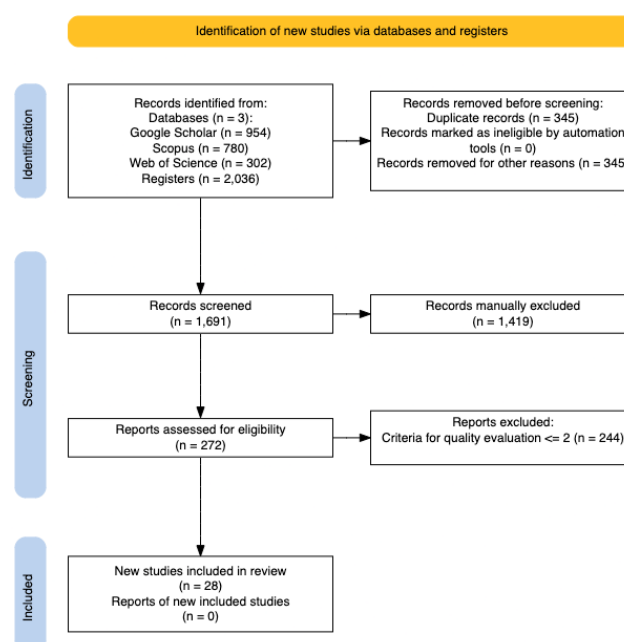 Identification of new studies via databases and registers
Identification
Records identified from:
Databases (n = 3):
Google Scholar (n = 954)
Scopus (n = 780)
Web of Science (n = 302)
Registers (n = 2,036)
Records removed before screening:
Duplicate records (n = 345)
Records marked as ineligible by automation
tools (n = 0)
Records removed for other reasons (n = 345
Screening
Records screened
(n = 1,691)
Records manually excluded
(n = 1,419)
Reports assessed for eligibility
(n = 272)
Reports excluded:
Criteria for quality evaluation <= 2 (n = 244)
Included
New studies included in review
(n = 28)
Reports of new included studies
(n = 0)